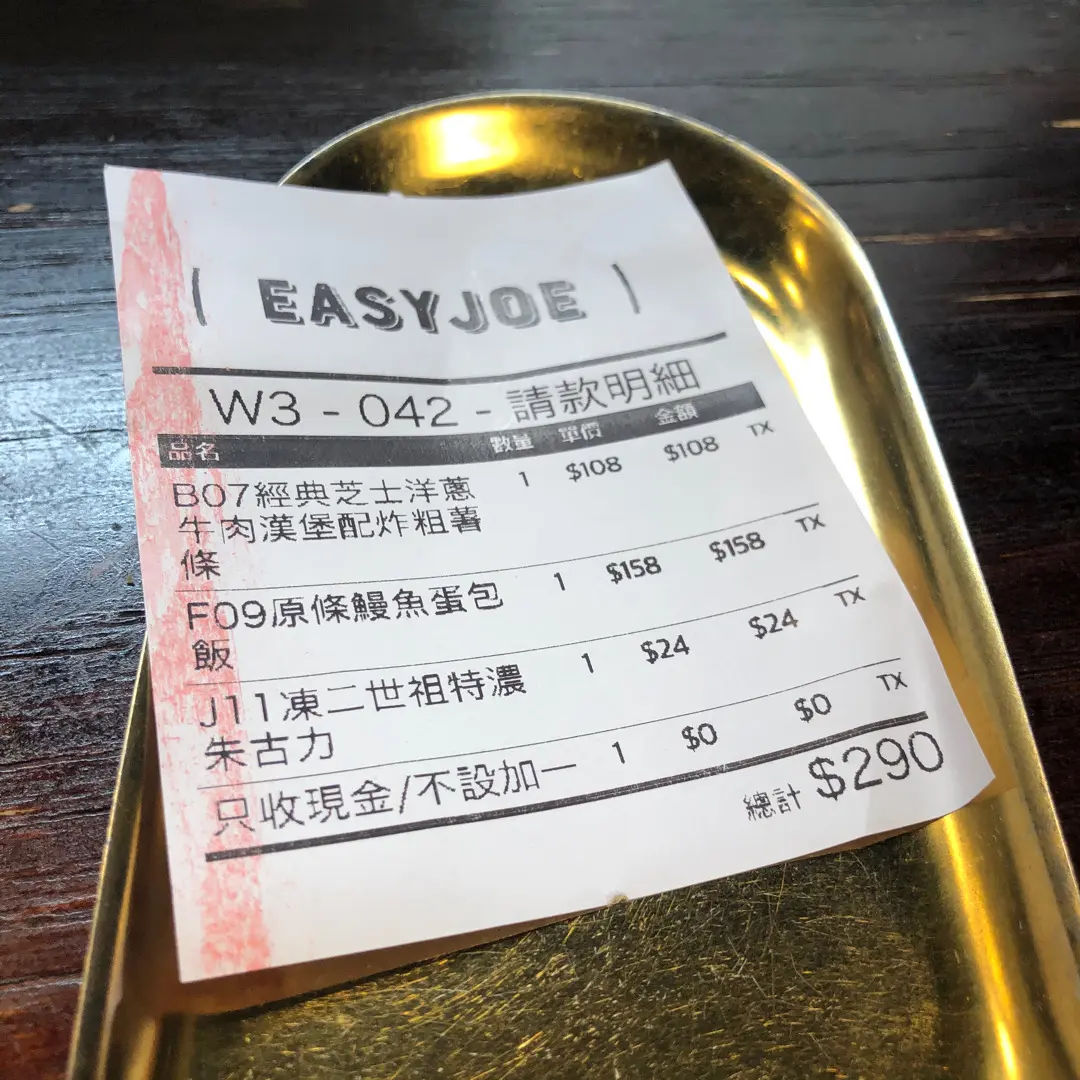 ( EASYJOE )
W3 - 042 - 請款明細
品名 數量 單價 金額
B07經典芝士洋蔥 1 $108 $108 TX
牛肉漢堡配炸粗薯
條
F09原條鰻魚蛋包 1 $158 $158 TX
飯
J11凍二世祖特濃 1 $24 $24 TX
朱古力
只收現金/不設加一 1 $0 $0 TX
總計 $290